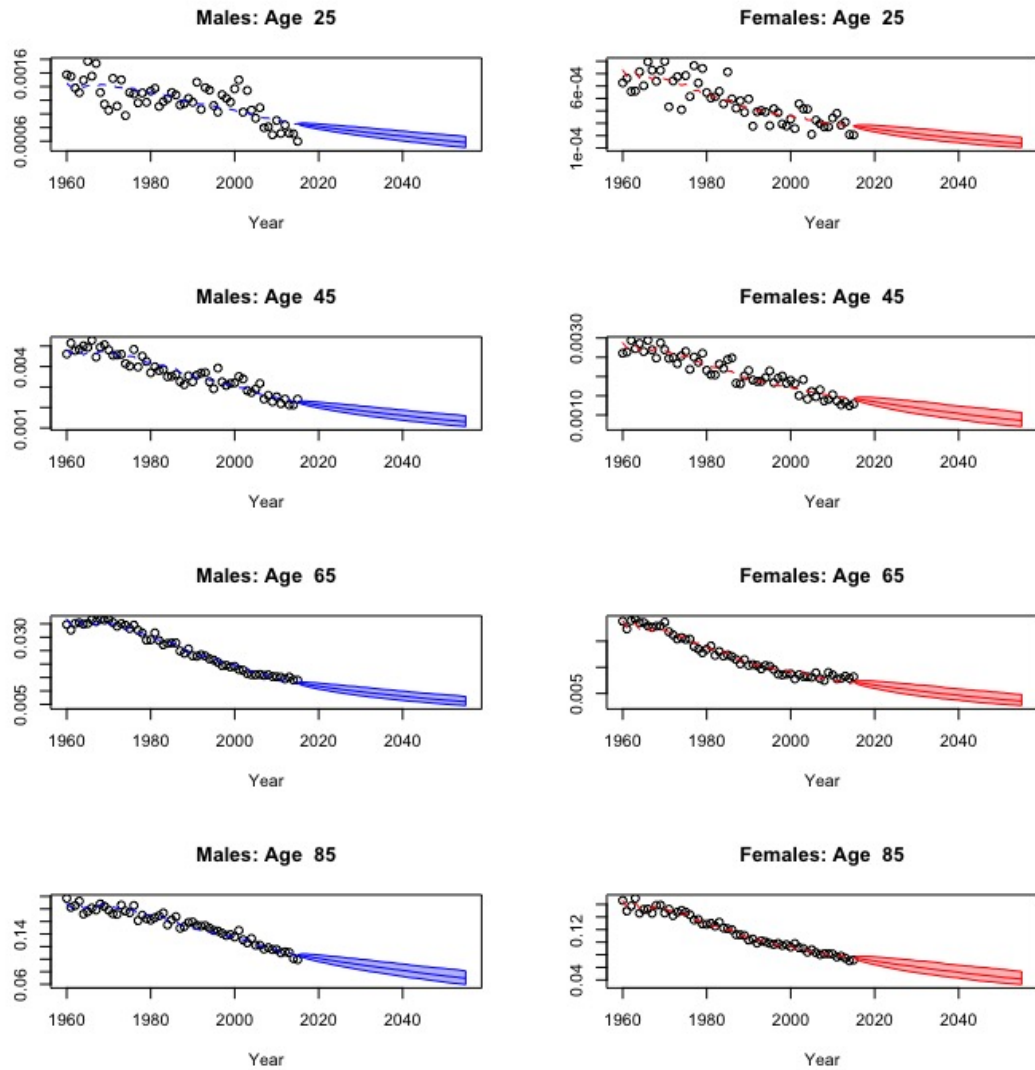 Males: Age 25
0.0016
0.0006
1960 1980 2000 2020 2040
Year
Females: Age 25
6e-04
1e-04
1960 1980 2000 2020 2040
Year
Males: Age 45
0.004
0.001
1960 1980 2000 2020 2040
Year
Females: Age 45
0.0030
0.0010
1960 1980 2000 2020 2040
Year
Males: Age 65
0.030
0.005
1960 1980 2000 2020 2040
Year
Females: Age 65
0.005
1960 1980 2000 2020 2040
Year
Males: Age 85
0.14
0.06
1960 1980 2000 2020 2040
Year
Females: Age 85
0.12
0.04
1960 1980 2000 2020 2040
Year